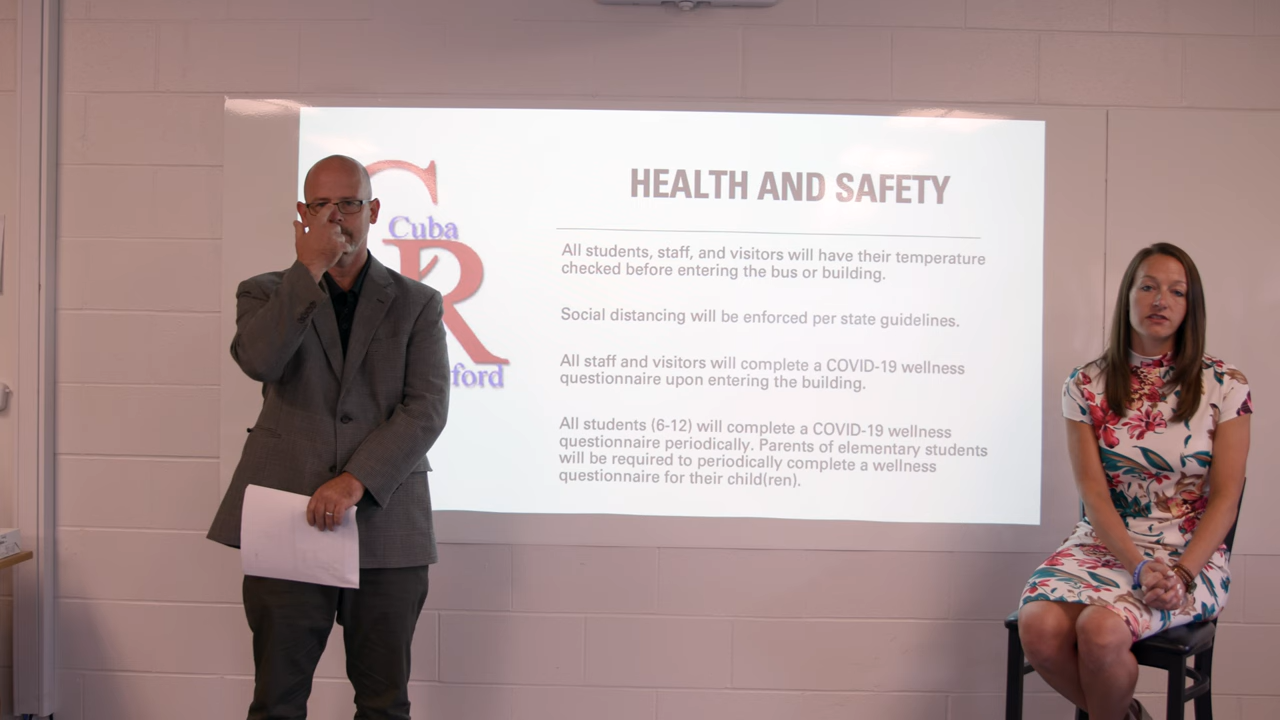 HEALTH AND SAFETY
Cuba
ford
All students, staff, and visitors will have their temperature
checked before entering the bus or building.
Social distancing will be enforced per state guidelines.
All staff and visitors will complete a COVID-19 wellness
questionnaire upon entering the building.
All students (6-12) will complete a COVID-19 wellness
questionnaire periodically. Parents of elementary students
will be required to periodically complete a wellness
questionnaire for their child(ren).